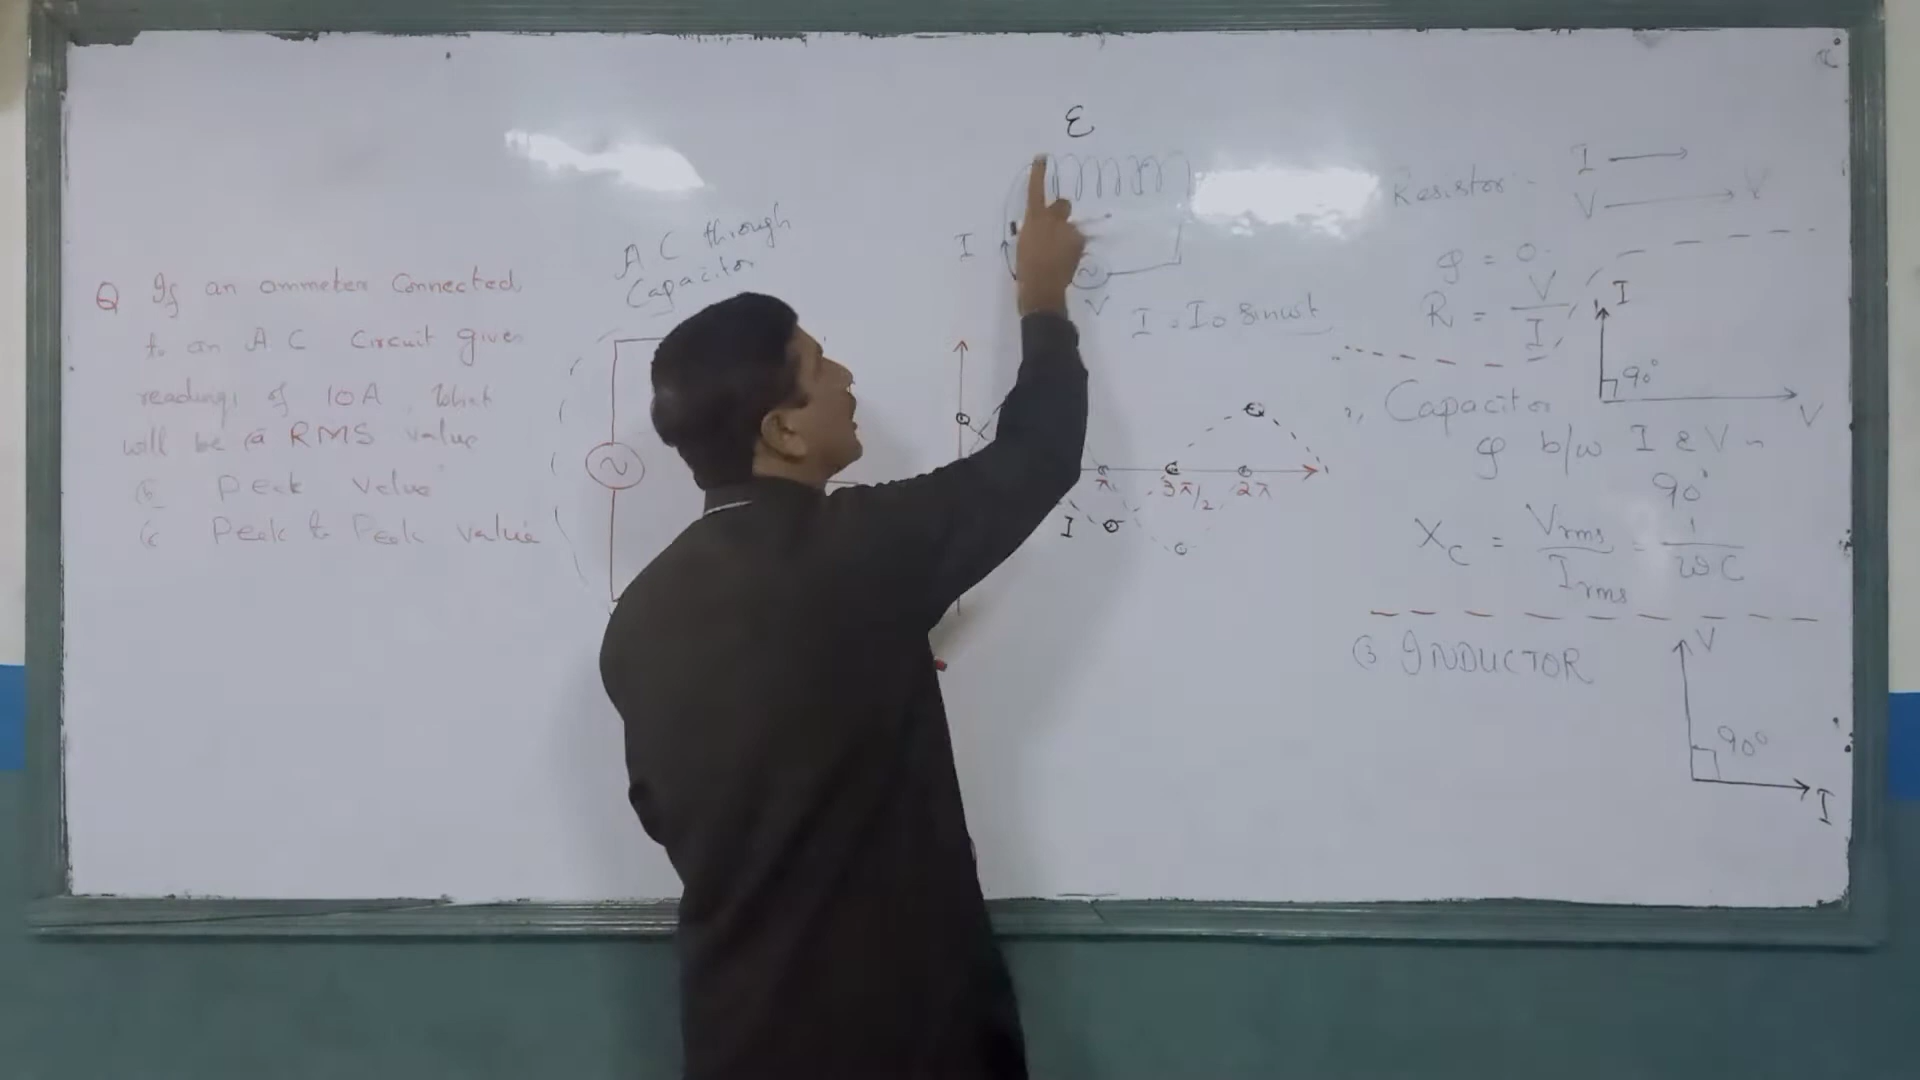 Q If an ammeter Connected
to an A C Circuit gives
readings of 10A. What
will be (a RMS value
(b Peak Value
(c Peak to Peak value
A C through
Capacitor
ε
I
~
V
I = I₀ Sinωt
~
π
3π/2
2π
I
Resistor -
I
V
V
φ = 0
R = V/I
I
90°
V
Capacitor
φ b/w I & V ~
90°
X_C = Vrms/Irms = 1/ωC
(3 INDUCTOR
V
90°
I